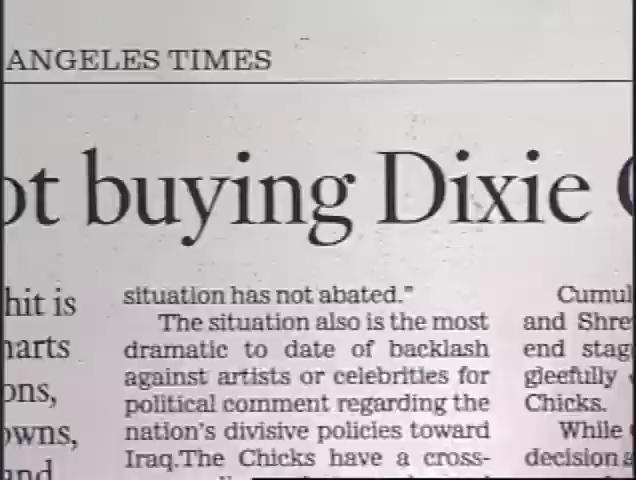 ANGELES TIMES
ot buying Dixie
hit is
harts
ons,
owns,
and
situation has not abated."
The situation also is the most
dramatic to date of backlash
against artists or celebrities for
political comment regarding the
nation's divisive policies toward
Iraq.The Chicks have a cross-
Cumul
and Shre
end stag
gleefully
Chicks.
While
decision a